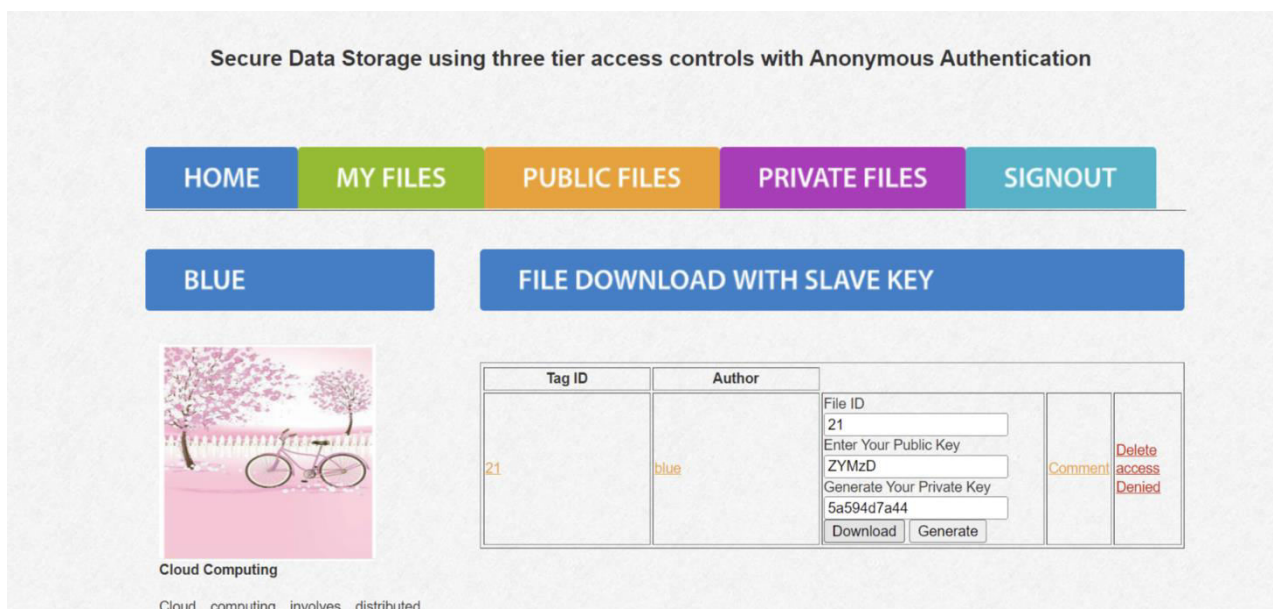 Secure Data Storage using three tier access controls with Anonymous Authentication
HOME MY FILES PUBLIC FILES PRIVATE FILES SIGNOUT
BLUE
FILE DOWNLOAD WITH SLAVE KEY
Tag ID Author
21 blue
File ID
21
Enter Your Public Key
ZYMzD
Generate Your Private Key
5a594d7a44
Download Generate
Comment
Delete
access
Denied
Cloud Computing
Cloud computing involves distributed